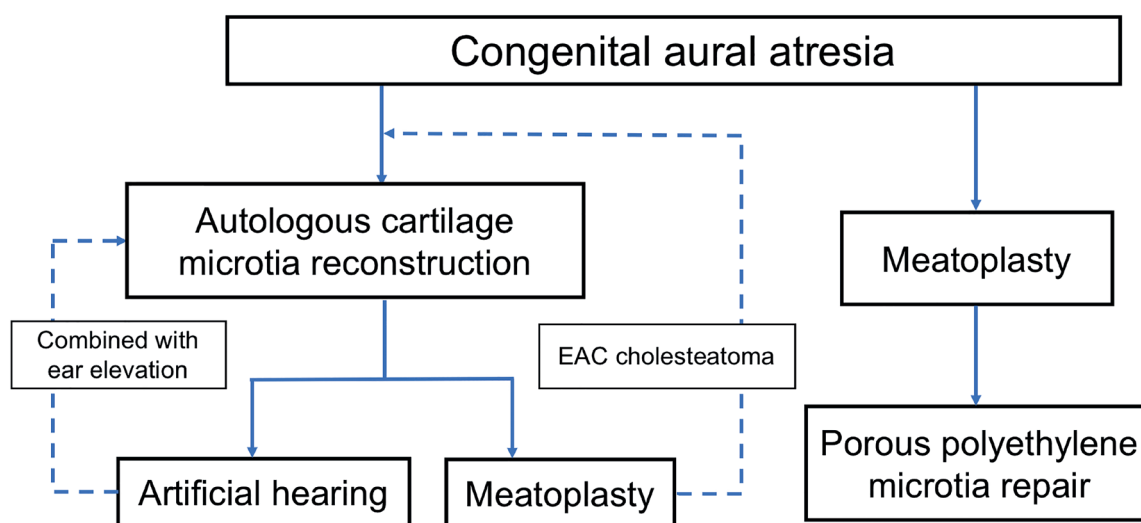 Congenital aural atresia
Autologous cartilage
microtia reconstruction
Meatoplasty
Combined with
ear elevation
EAC cholesteatoma
Artificial hearing
Meatoplasty
Porous polyethylene
microtia repair